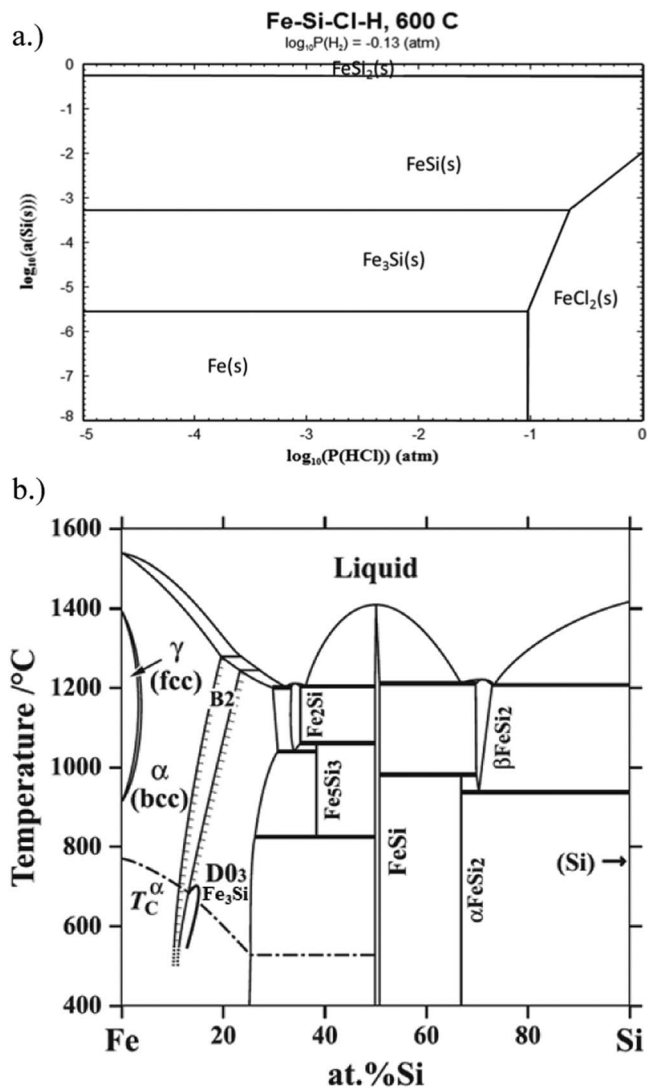 a.)
Fe-Si-Cl-H, 600 C
log₁₀P(H₂) = -0.13 (atm)
0
-1
-2
-3
-4
-5
-6
-7
-8
log₁₀(a(Si(s)))
FeSi₂(s)
FeSi(s)
Fe₃Si(s)
FeCl₂(s)
Fe(s)
-5
-4
-3
-2
-1
0
log₁₀(P(HCl)) (atm)
b.)
1600
1400
1200
1000
800
600
400
Temperature /°C
Liquid
γ
(fcc)
α
(bcc)
B2
Fe₂Si
Fe₅Si₃
βFeSi2
D0₃
Fe₃Si
T_C^α
FeSi
αFeSi2
(Si) →
Fe
20
40
60
80
Si
at.%Si